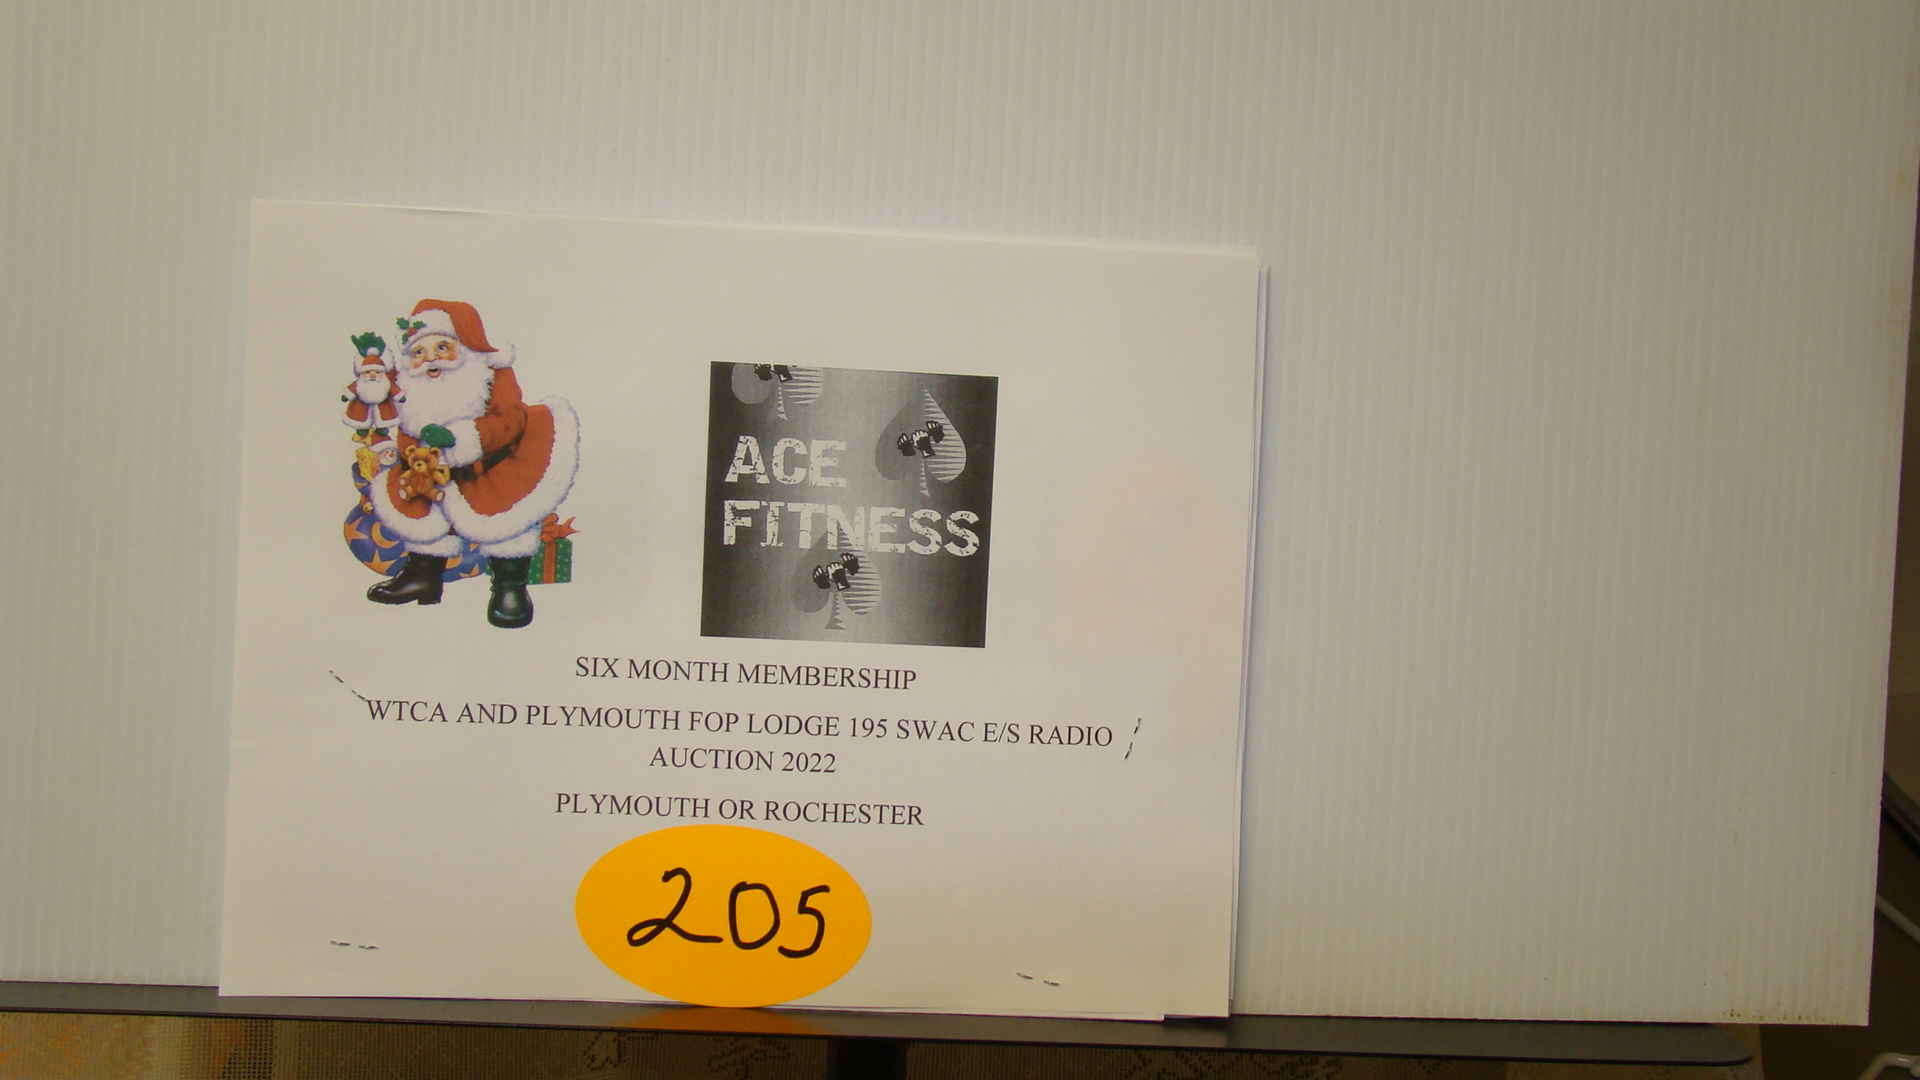 ACE
FITNESS
SIX MONTH MEMBERSHIP
WTCA AND PLYMOUTH FOP LODGE 195 SWAC E/S RADIO
AUCTION 2022
PLYMOUTH OR ROCHESTER
205